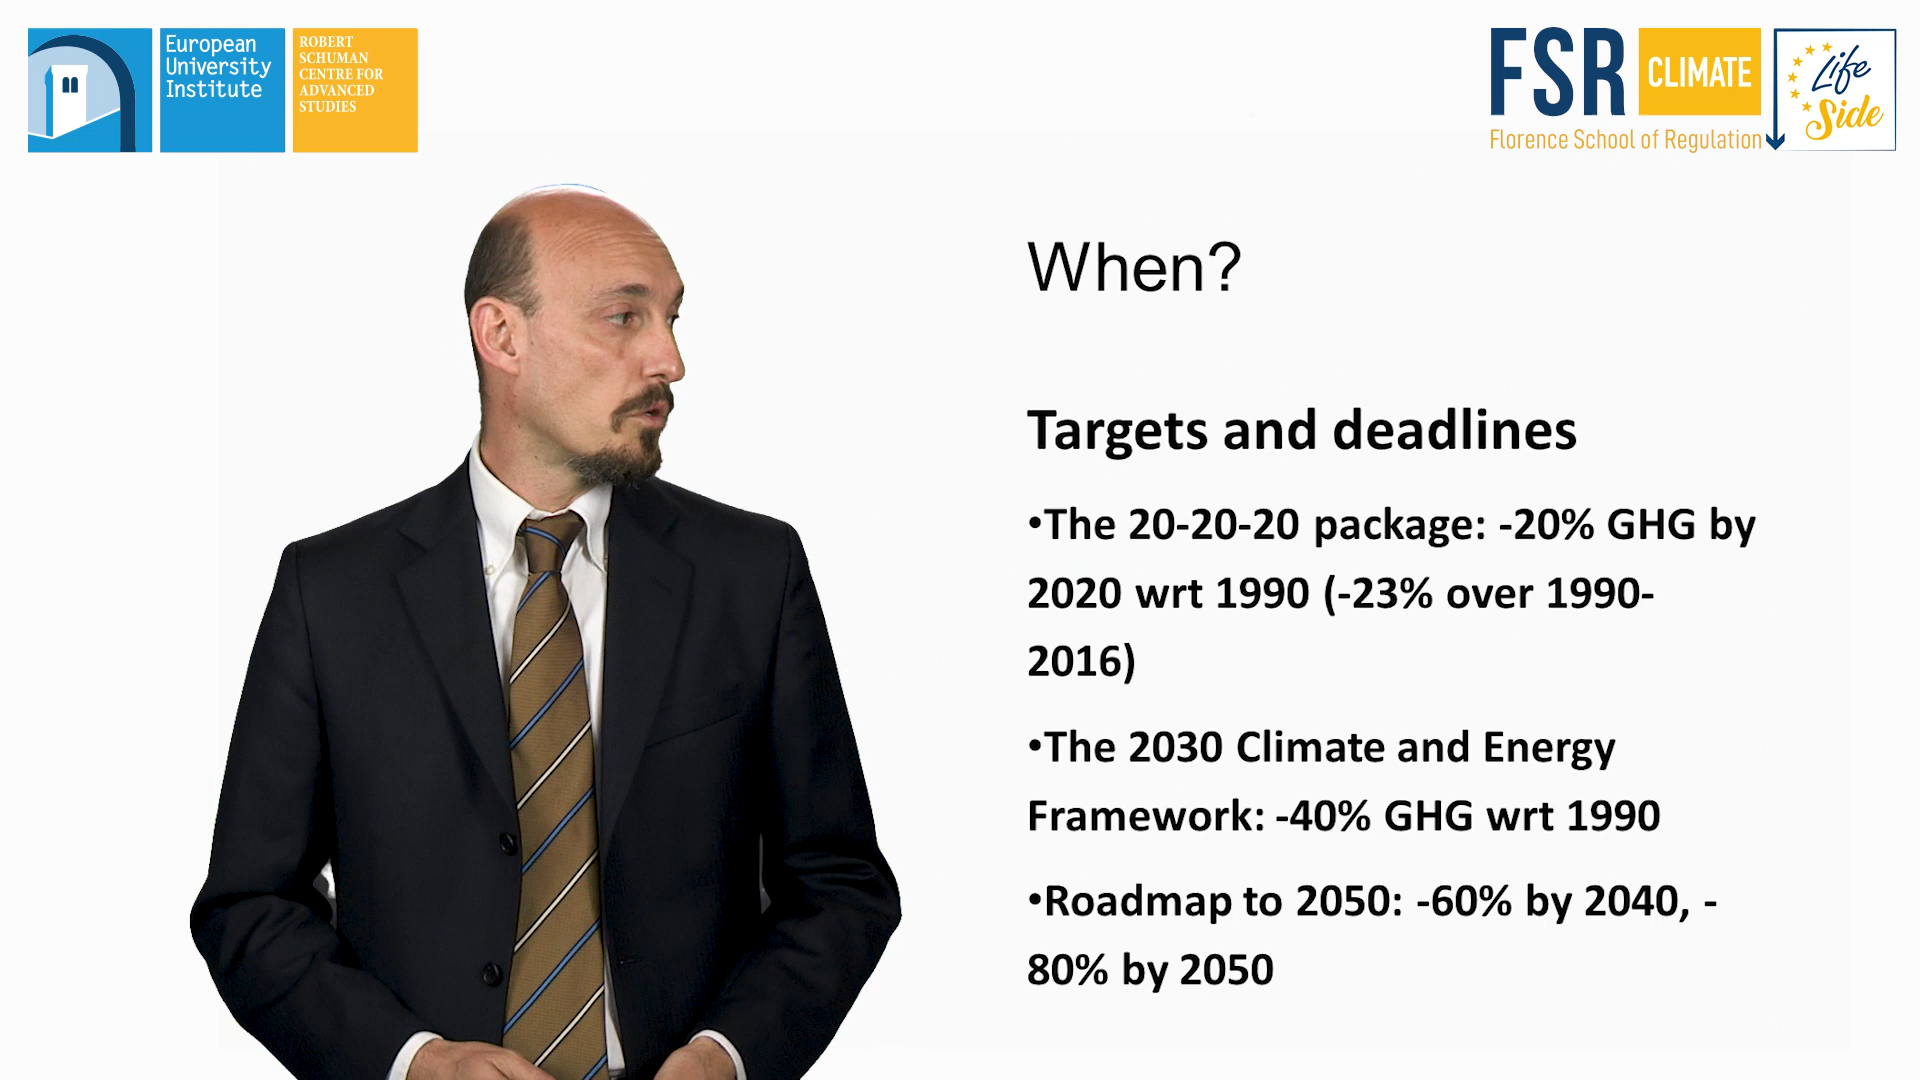 European
University
Institute
ROBERT
SCHUMAN
CENTRE FOR
ADVANCED
STUDIES
FSR CLIMATE
Florence School of Regulation
Life
Side
When?
Targets and deadlines
•The 20-20-20 package: -20% GHG by
2020 wrt 1990 (-23% over 1990-
2016)
•The 2030 Climate and Energy
Framework: -40% GHG wrt 1990
•Roadmap to 2050: -60% by 2040, -
80% by 2050